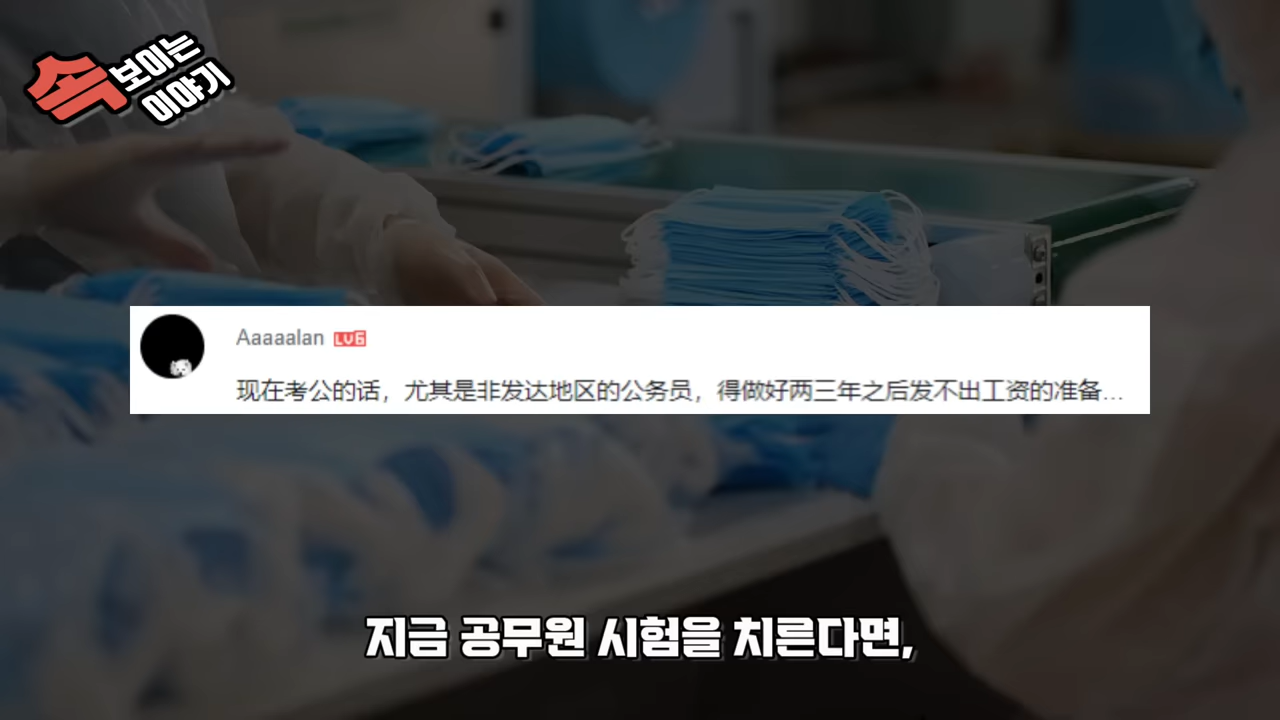 속 보이는
이야기
Aaaaalan LV6
现在考公的话，尤其是非发达地区的公务员，得做好两三年之后发不出工资的准备...
지금 공무원 시험을 치른다면,